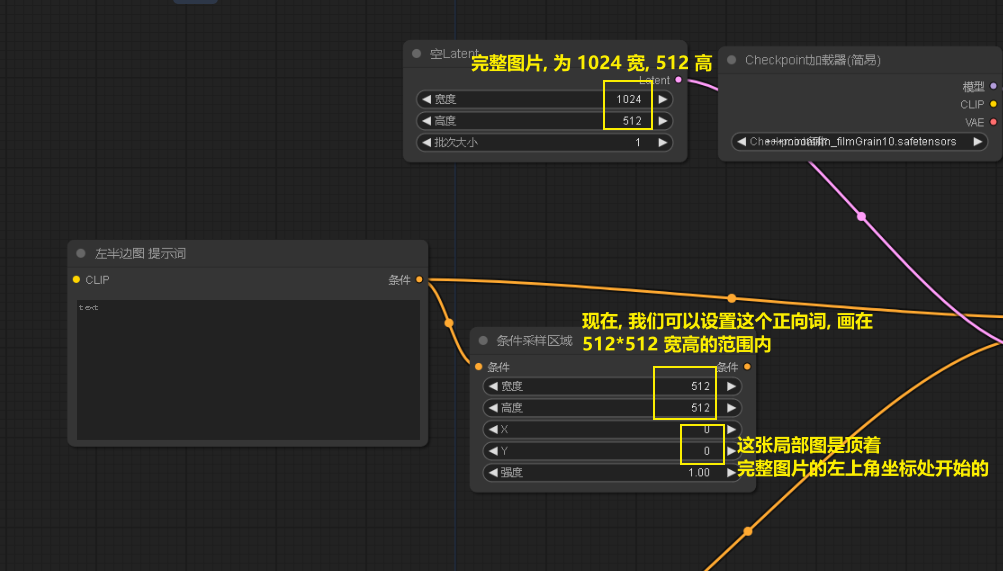 空Latent
完整图片, 为 1024 宽, 512 高
Latent
宽度 1024
高度 512
批次大小 1
Checkpoint加载器(简易)
模型
CLIP
VAE
filmGrain10.safetensors
左半边图 提示词
CLIP 条件
text
现在, 我们可以设置这个正向词, 画在
512*512 宽高的范围内
条件采样区域
条件 条件
宽度 512
高度 512
X 0
Y 0
强度 1.00
这张局部图是顶着
完整图片的左上角坐标处开始的